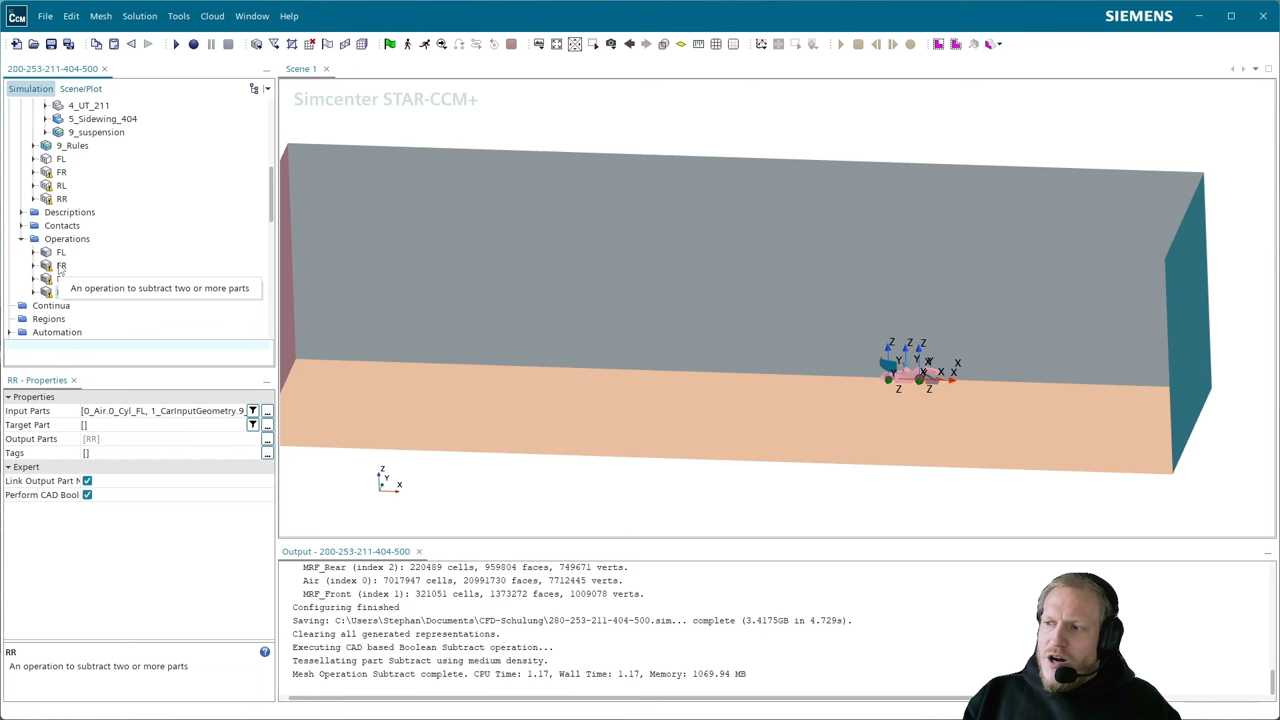 CCM File Edit Mesh Solution Tools Cloud Window Help SIEMENS
280-253-211-404-500
Scene 1
Simulation Scene/Plot
4_UT_211
5_Sidewing_404
9_suspension
9_Rules
FL
FR
RL
RR
Descriptions
Contacts
Operations
FL
FR
An operation to subtract two or more parts
Continua
Regions
Automation
Simcenter STAR-CCM+
Z Z Z
Y Y Y X
X X X
Z Z
Z
Y
X
RR - Properties
Properties
Input Parts [0_Air.0_Cyl_FL, 1_CarInputGeometry.9_
Target Part []
Output Parts [RR]
Tags []
Expert
Link Output Part N
Perform CAD Bool
RR
An operation to subtract two or more parts
Output - 280-253-211-404-500
MRF_Rear (index 2): 220489 cells, 959804 faces, 749671 verts.
Air (index 0): 7017947 cells, 20991730 faces, 7712445 verts.
MRF_Front (index 1): 321051 cells, 1373272 faces, 1009078 verts.
Configuring finished
Saving: C:\Users\Stephan\Documents\CFD-Schulung\280-253-211-404-500.sim... complete (3.4175GB in 4.729s).
Clearing all generated representations.
Executing CAD based Boolean Subtract operation...
Tessellating part Subtract using medium density.
Mesh Operation Subtract complete. CPU Time: 1.17, Wall Time: 1.17, Memory: 1069.94 MB